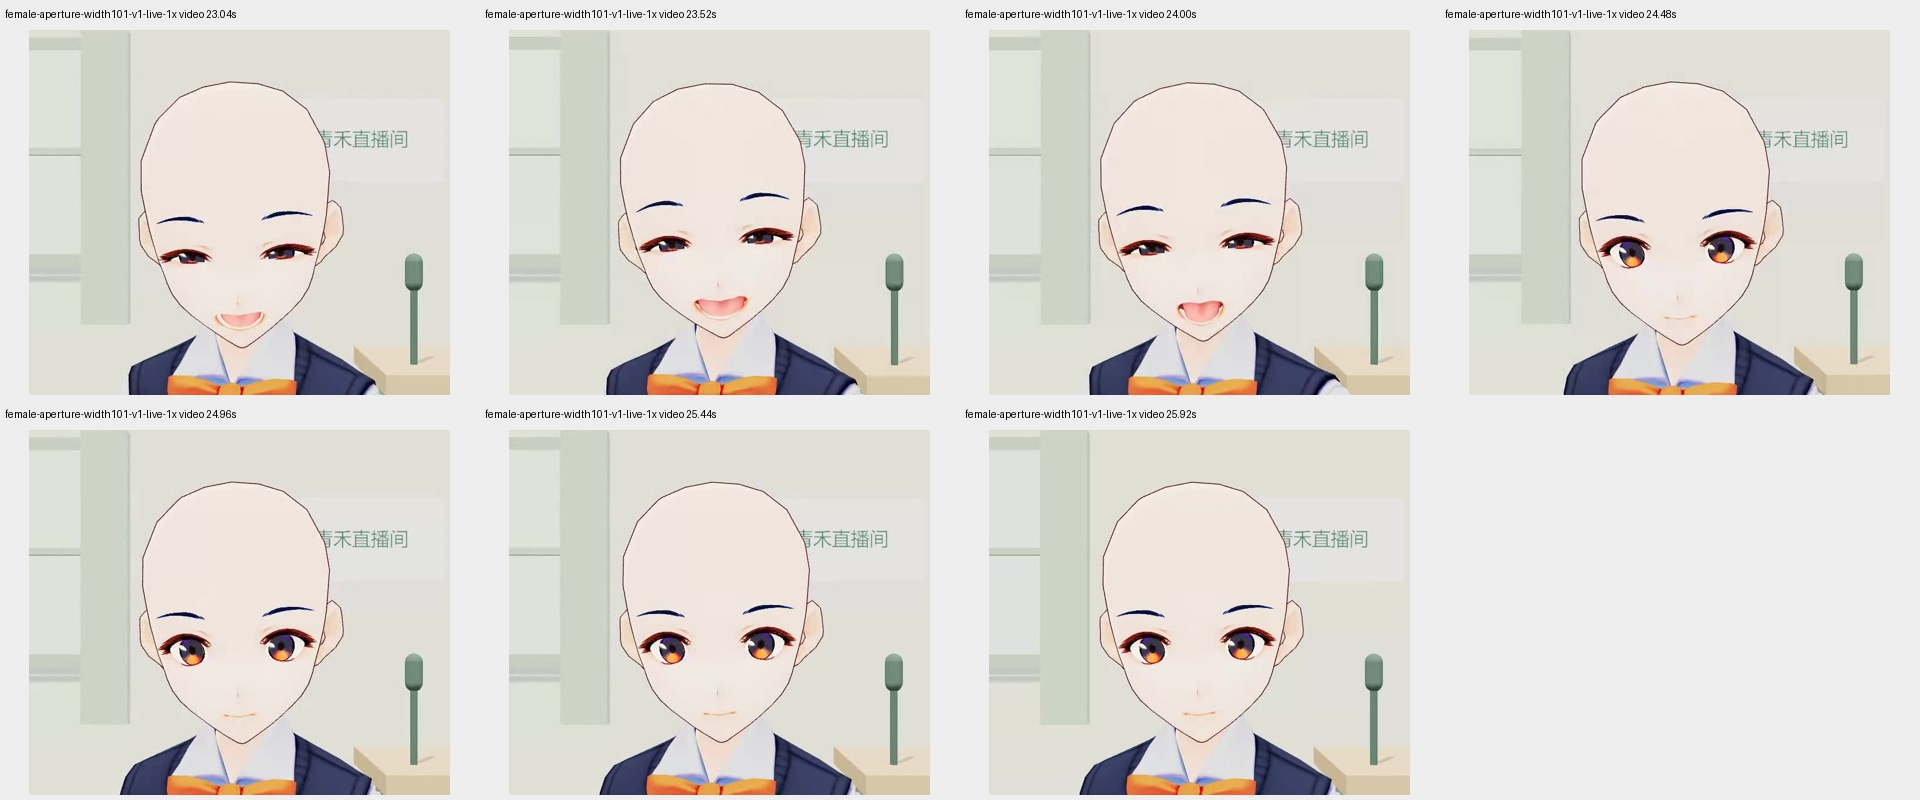 female-aperture-width101-v1-live-1x video 23.04s
female-aperture-width101-v1-live-1x video 23.52s
female-aperture-width101-v1-live-1x video 24.00s
female-aperture-width101-v1-live-1x video 24.48s
青禾直播间
青禾直播间
青禾直播间
青禾直播间
female-aperture-width101-v1-live-1x video 24.96s
female-aperture-width101-v1-live-1x video 25.44s
female-aperture-width101-v1-live-1x video 25.92s
青禾直播间
青禾直播间
青禾直播间